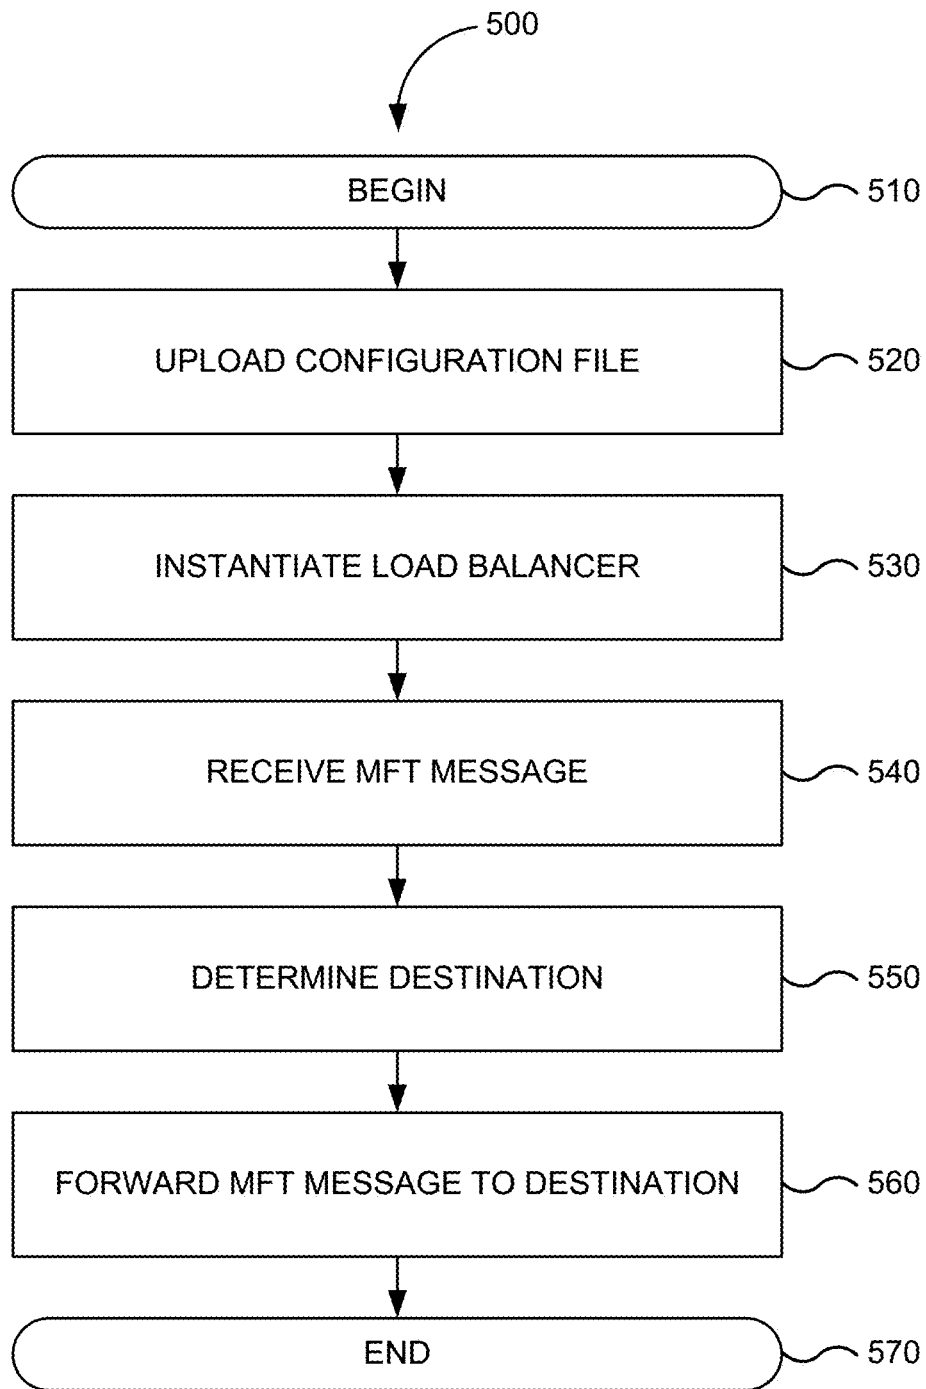 500
BEGIN
510
UPLOAD CONFIGURATION FILE
520
INSTANTIATE LOAD BALANCER
530
RECEIVE MFT MESSAGE
540
DETERMINE DESTINATION
550
FORWARD MFT MESSAGE TO DESTINATION
560
END
570